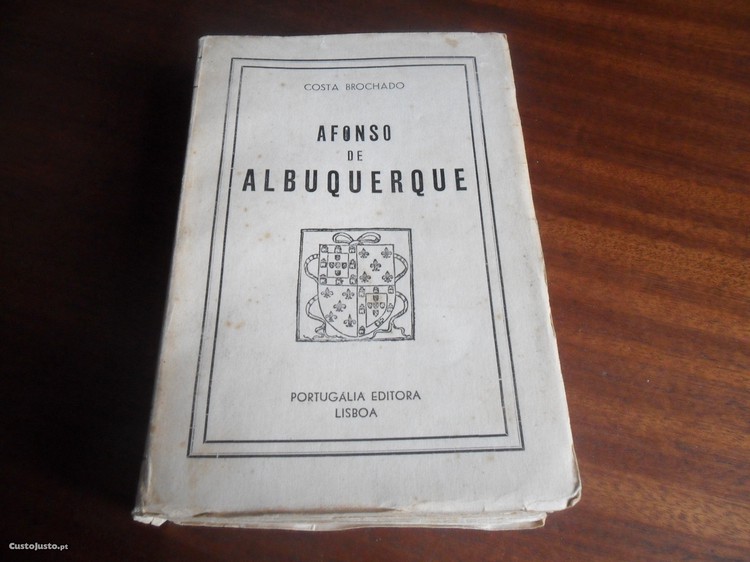 COSTA BROCHADO
AFONSO
DE
ALBUQUERQUE
PORTUGÁLIA EDITORA
LISBOA
CustoJusto.pt